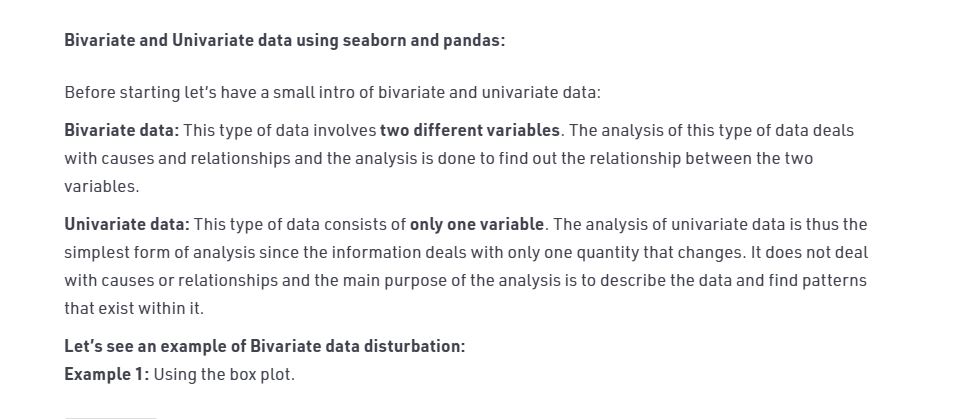 Bivariate and Univariate data using seaborn and pandas:
Before starting let's have a small intro of bivariate and univariate data:
Bivariate data: This type of data involves two different variables. The analysis of this type of data deals
with causes and relationships and the analysis is done to find out the relationship between the two
variables.
Univariate data: This type of data consists of only one variable. The analysis of univariate data is thus the
simplest form of analysis since the information deals with only one quantity that changes. It does not deal
with causes or relationships and the main purpose of the analysis is to describe the data and find patterns
that exist within it.
Let's see an example of Bivariate data disturbation:
Example 1: Using the box plot.